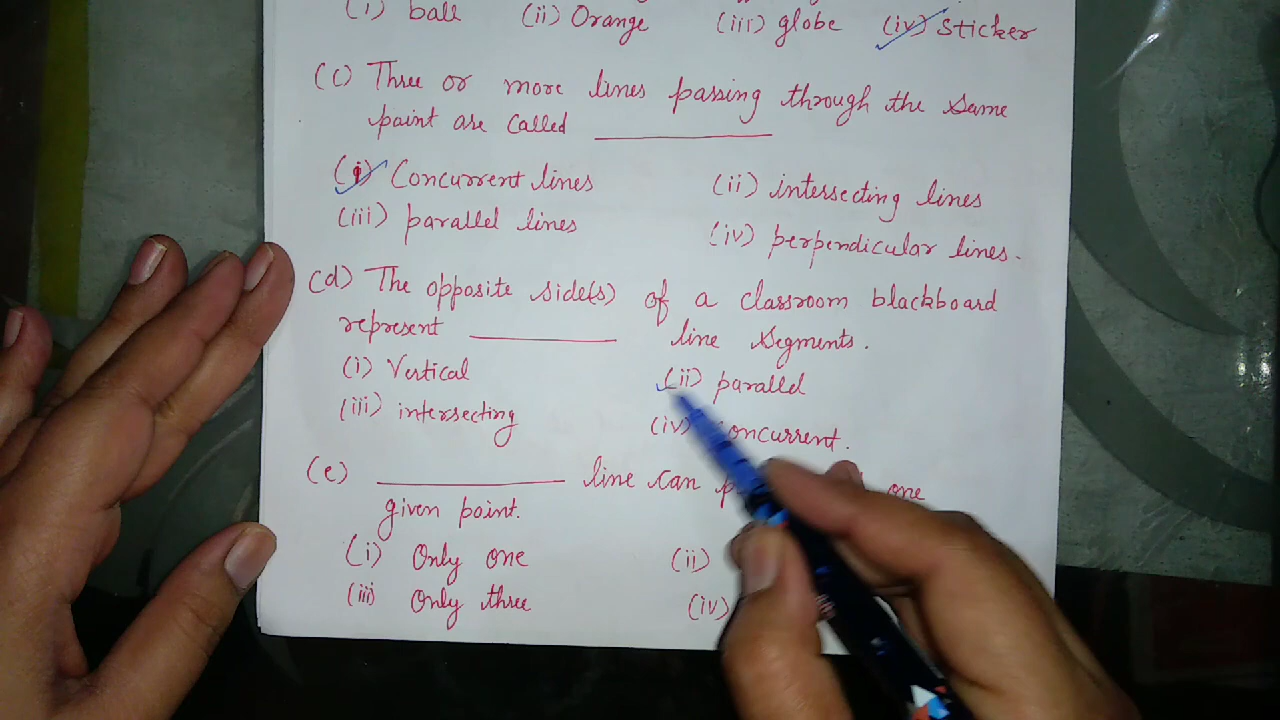 (i) ball (ii) Orange (iii) globe (iv) Sticker
(c) Three or more lines passing through the same
point are called ___________
(i) Concurrent lines (ii) interssecting lines
(iii) parallel lines (iv) perpendicular lines.
(d) The opposite side(s) of a classroom blackboard
represent ___________ line segments.
(i) Vertical (ii) parallel
(iii) intersecting (iv) concurrent.
(e) ___________ line can one
given point.
(i) Only one (ii)
(iii) Only three (iv)